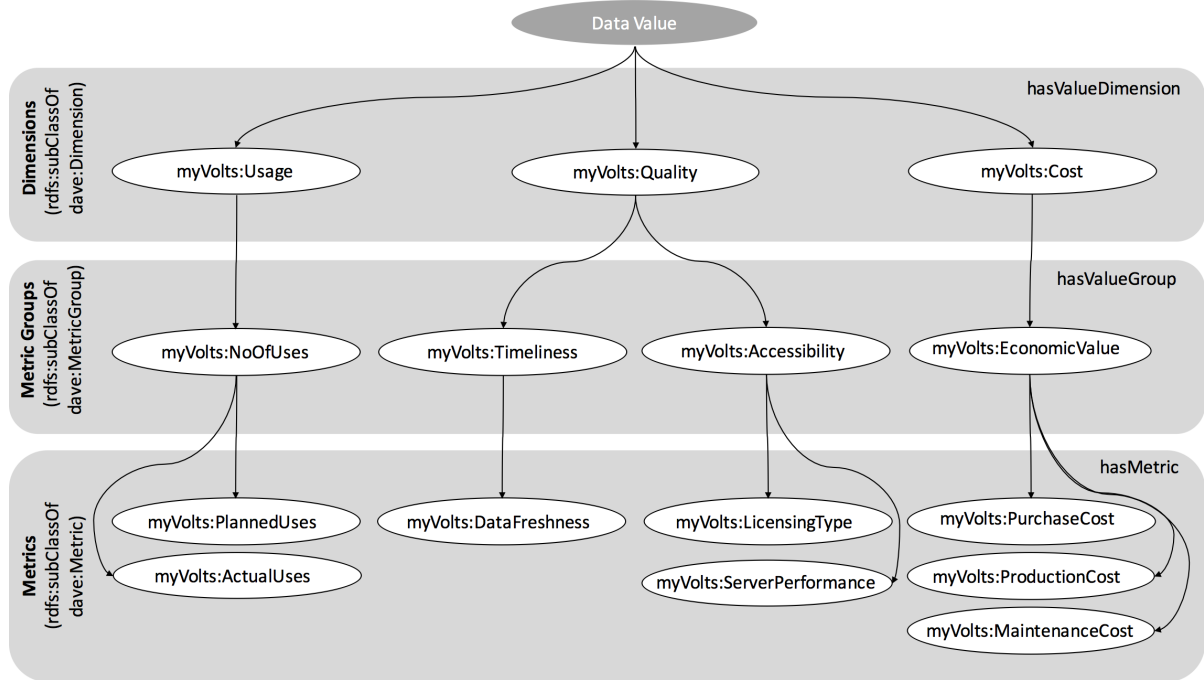 Data Value
Dimensions
(rdfs:subClassOf
dave:Dimension)
hasValueDimension
myVolts:Usage
myVolts:Quality
myVolts:Cost
Metric Groups
(rdfs:subClassOf
dave:MetricGroup)
hasValueGroup
myVolts:NoOfUses
myVolts:Timeliness
myVolts:Accessibility
myVolts:EconomicValue
Metrics
(rdfs:subClassOf
dave:Metric)
hasMetric
myVolts:PlannedUses
myVolts:DataFreshness
myVolts:LicensingType
myVolts:PurchaseCost
myVolts:ActualUses
myVolts:ServerPerformance
myVolts:ProductionCost
myVolts:MaintenanceCost